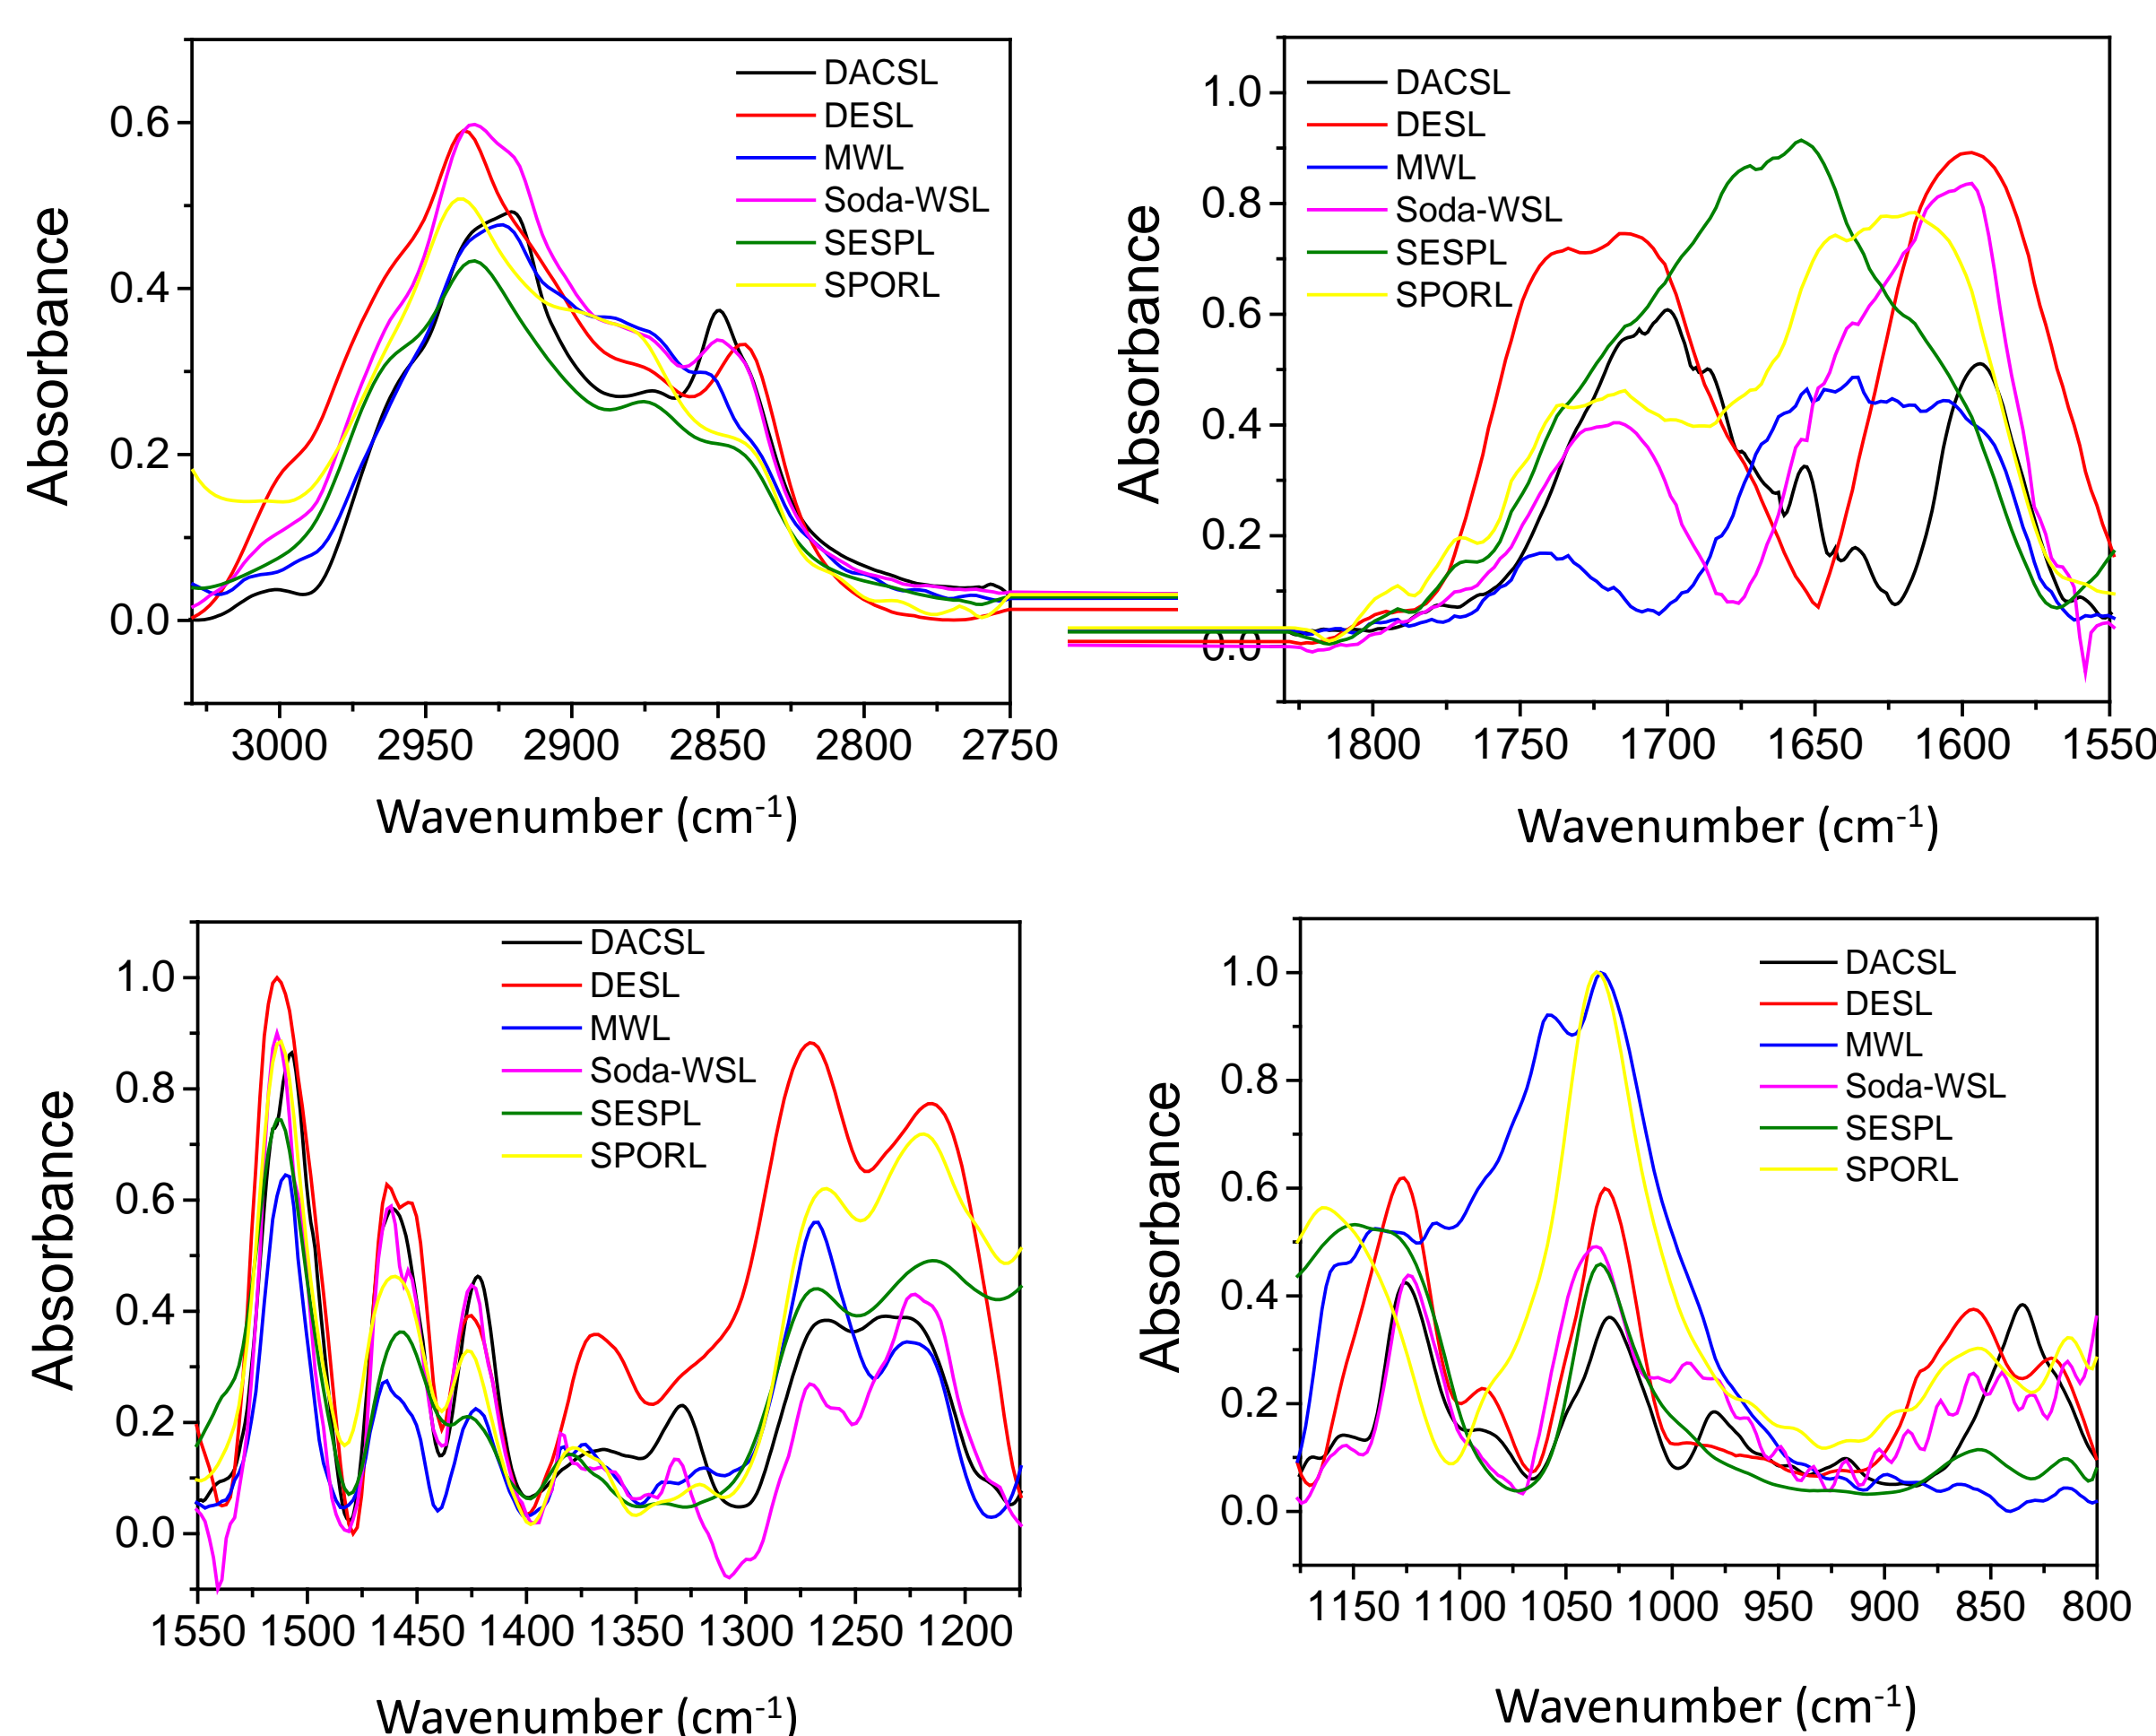 DACSL
DESL
MWL
Soda-WSL
SESPL
SPORL
0.6
0.4
0.2
0.0
Absorbance
3000 2950 2900 2850 2800 2750
Wavenumber (cm-1)
DACSL
DESL
MWL
Soda-WSL
SESPL
SPORL
1.0
0.8
0.6
0.4
0.2
0.0
Absorbance
1800 1750 1700 1650 1600 1550
Wavenumber (cm-1)
DACSL
DESL
MWL
Soda-WSL
SESPL
SPORL
1.0
0.8
0.6
0.4
0.2
0.0
Absorbance
1550 1500 1450 1400 1350 1300 1250 1200
Wavenumber (cm-1)
DACSL
DESL
MWL
Soda-WSL
SESPL
SPORL
1.0
0.8
0.6
0.4
0.2
0.0
Absorbance
1150 1100 1050 1000 950 900 850 800
Wavenumber (cm-1)